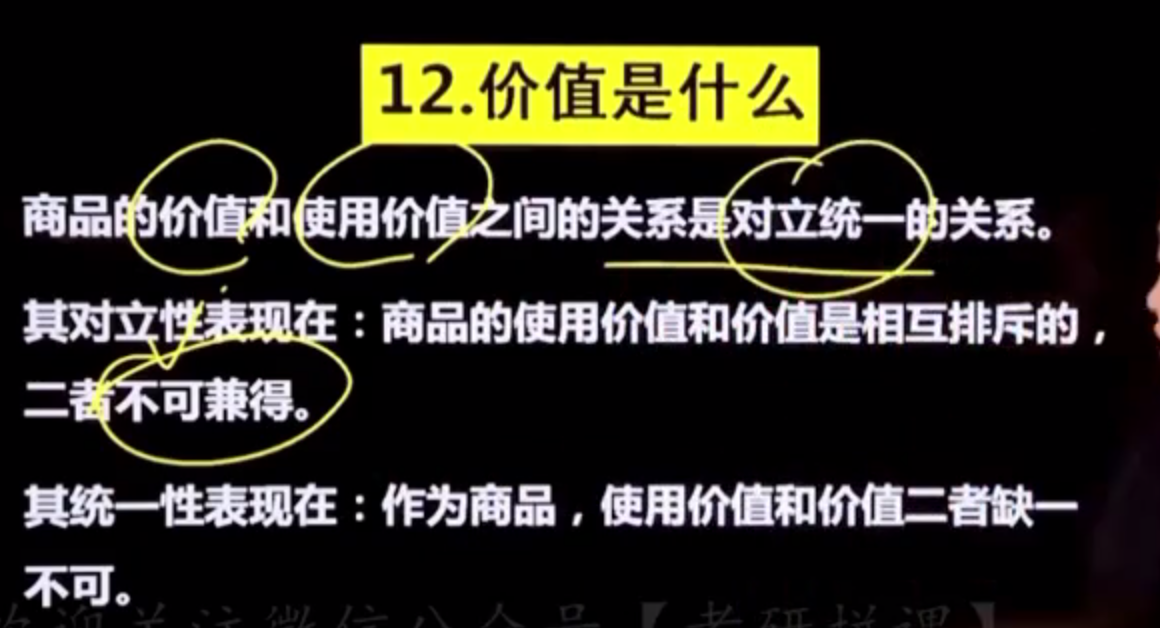 12.价值是什么
商品的价值和使用价值之间的关系是对立统一的关系。
其对立性表现在：商品的使用价值和价值是相互排斥的，
二者不可兼得。
其统一性表现在：作为商品，使用价值和价值二者缺一
不可。
欢迎关注微信公众号【考研拼课】